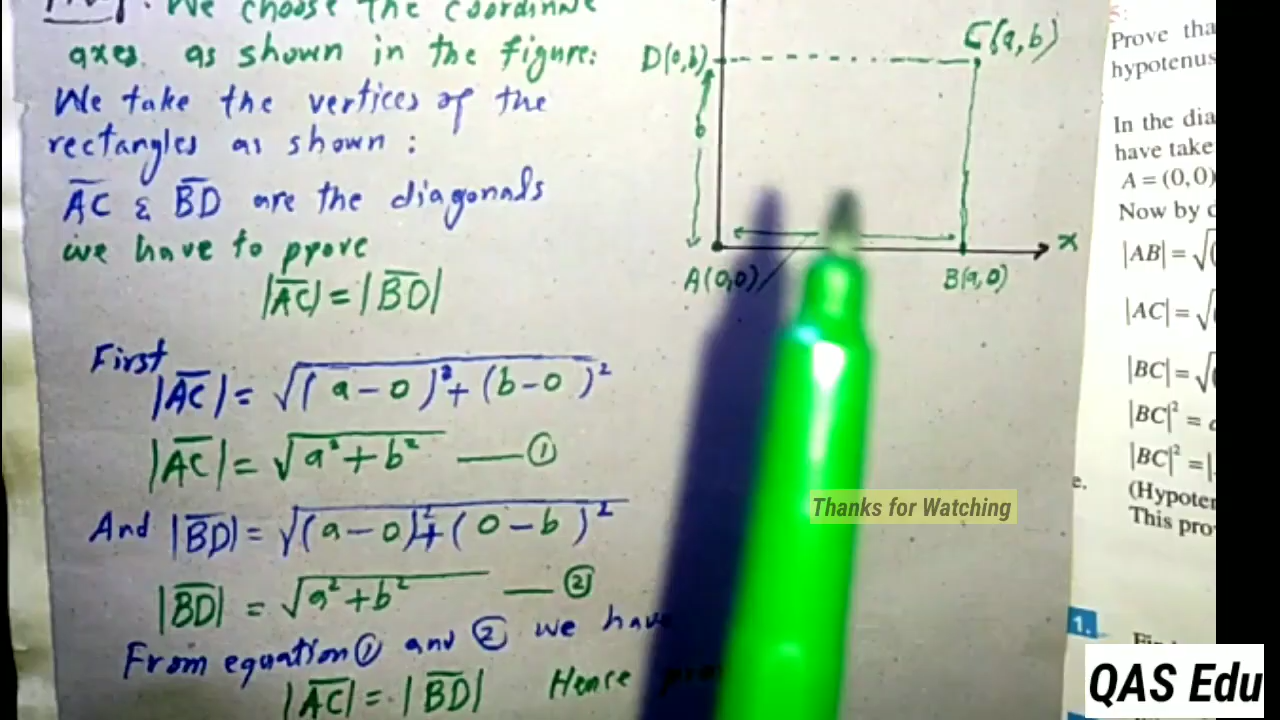 We choose the coordinate
axes as shown in the figure:
We take the vertices of the
rectangles as shown :
AC & BD are the diagonals
we have to prove
|AC| = |BD|
First
|AC| = √(a-0)²+(b-0)²
|AC| = √a²+b² —①
And |BD| = √(a-0)²+(0-b)²
|BD| = √a²+b² —②
From equation ① and ② we have
|AC| = |BD| Hence
D(0,b)
C(a,b)
b
A(0,0)
B(a,0)
x
5:
Prove tha
hypotenus
In the dia
have take
A = (0,0)
Now by c
|AB| = √(
|AC| = √(
|BC| = √(
|BC|² =
|BC|² = |
e.
(Hypoter
This pro
1.
Thanks for Watching
QAS Edu